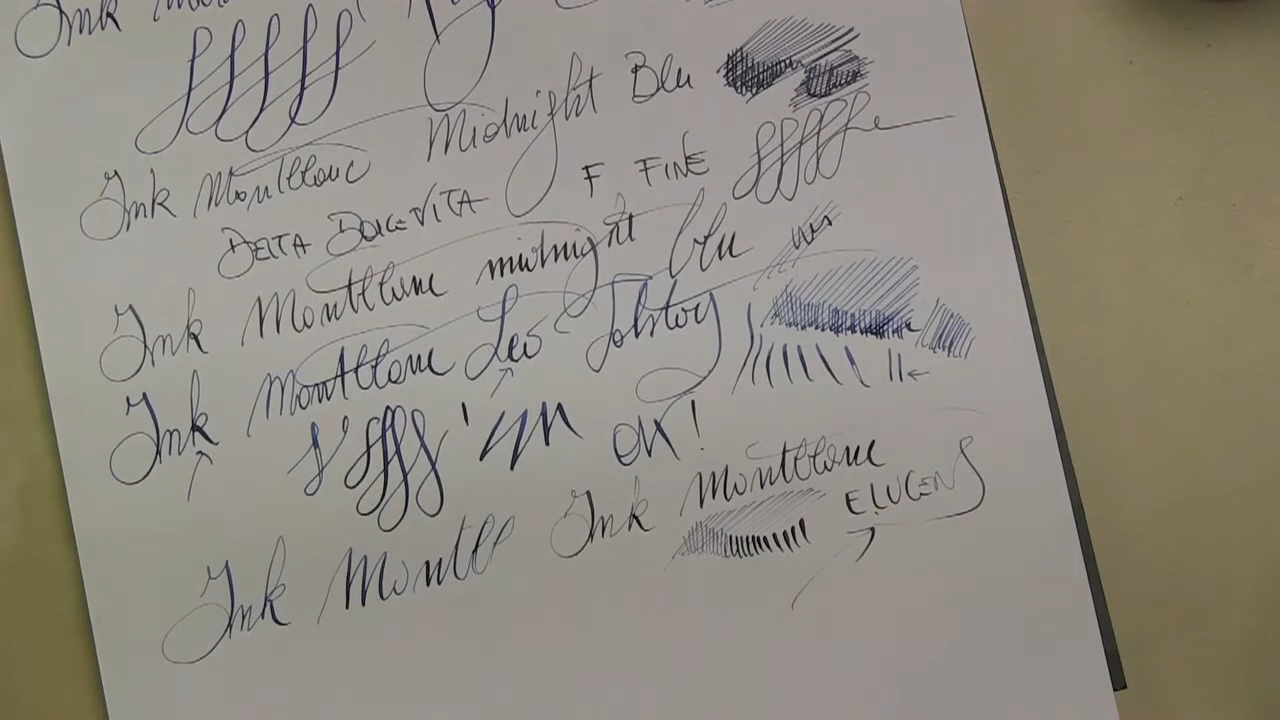 Ink
Ink Montblanc Midnight Blu
DELTA DOLCEVITA F FINE
Ink Montblanc midnight blu
Ink Montblanc Leo Tolstoy
OK!
Ink Montbl Ink Montblanc